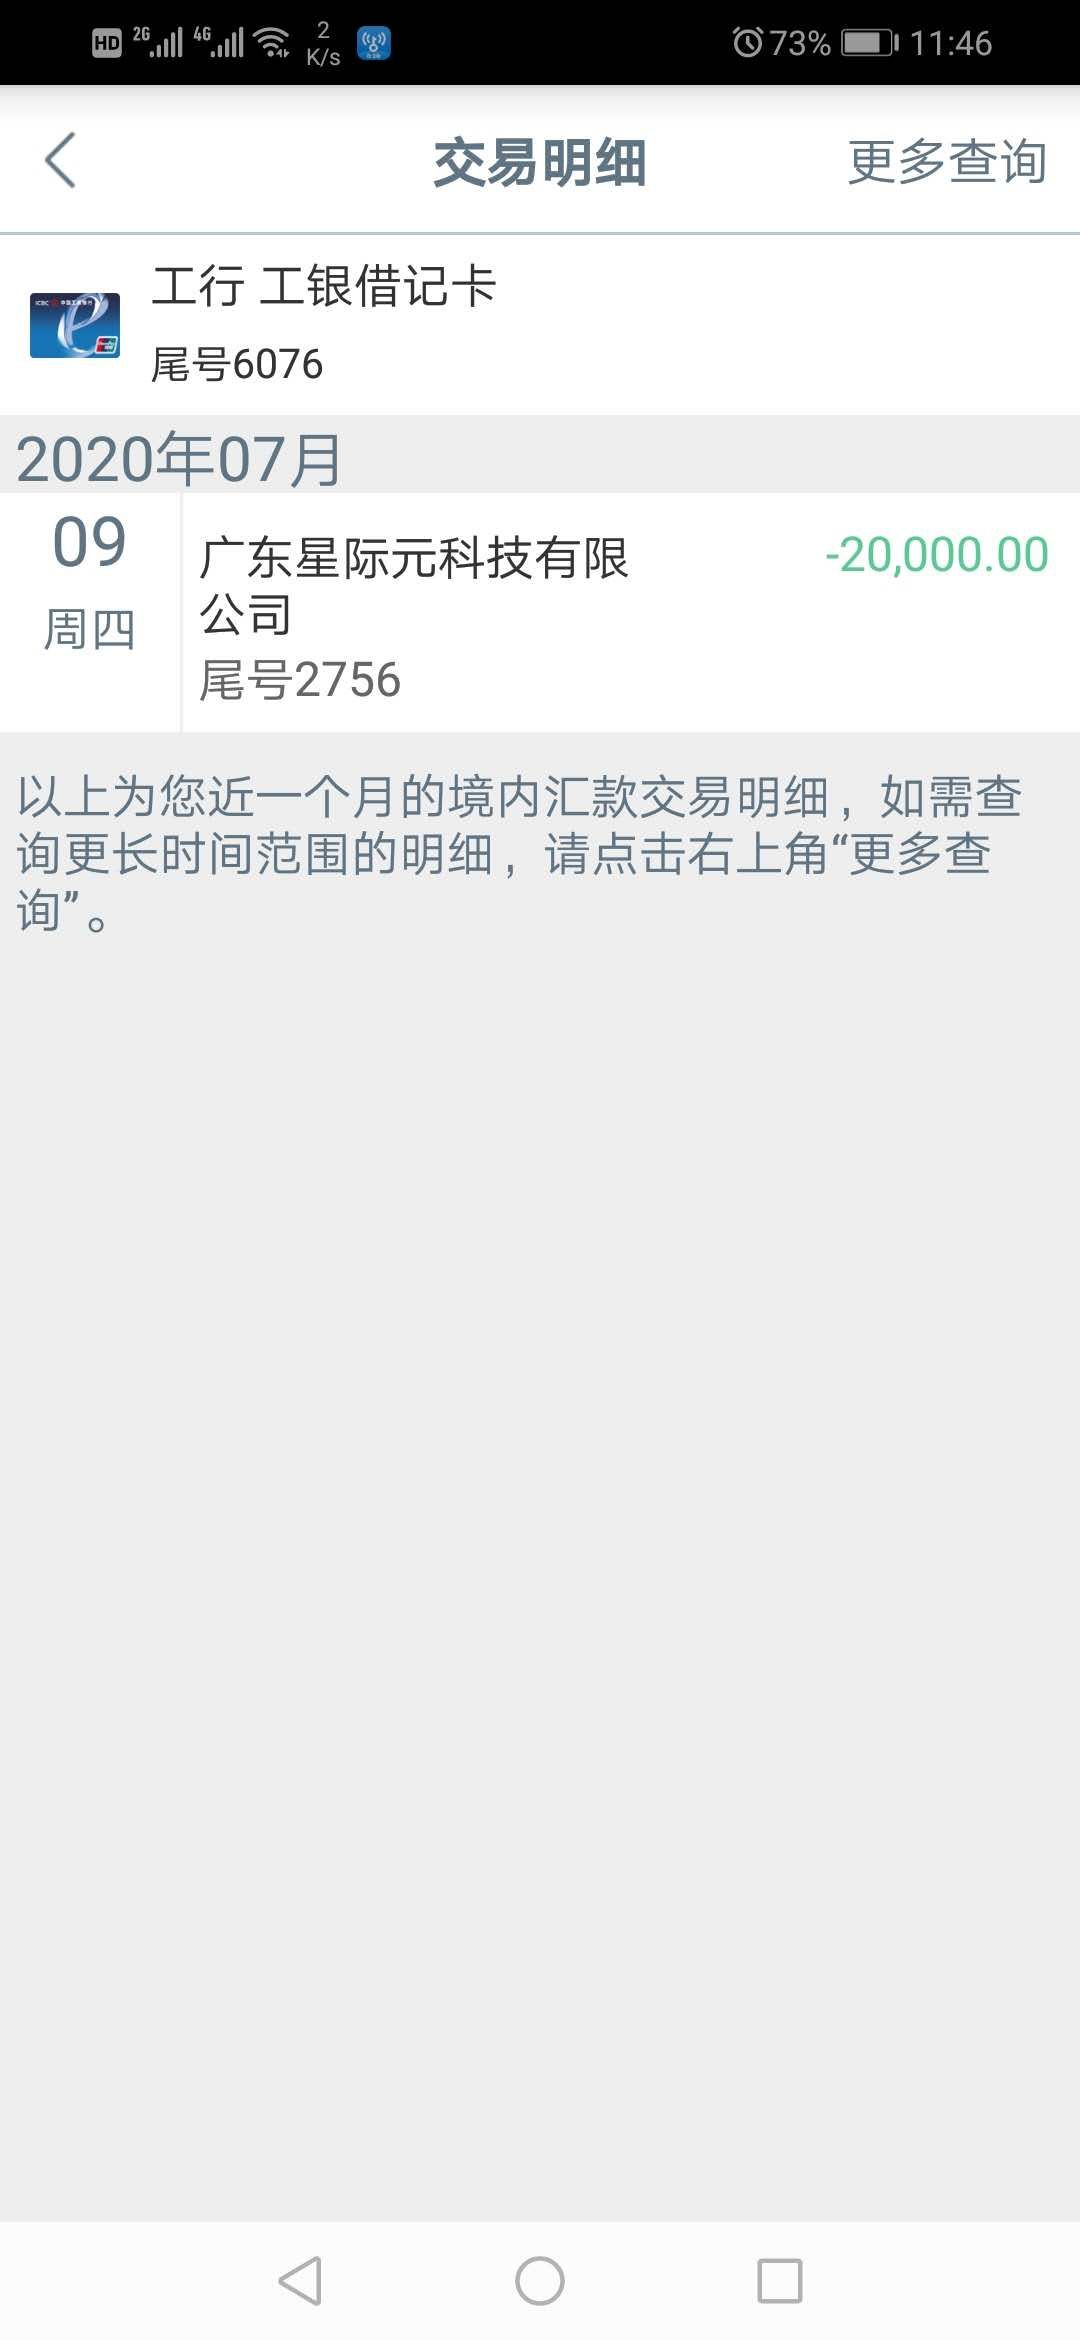 HD 2G 4G 2 K/s 73% 11:46
交易明细 更多查询
工行 工银借记卡
尾号6076
2020年07月
09
周四
广东星际元科技有限
公司
-20,000.00
尾号2756
以上为您近一个月的境内汇款交易明细，如需查
询更长时间范围的明细，请点击右上角“更多查
询”。